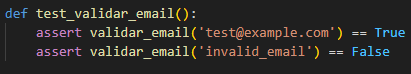 def test_validar_email():
    assert validar_email('test@example.com') == True
    assert validar_email('invalid_email') == False